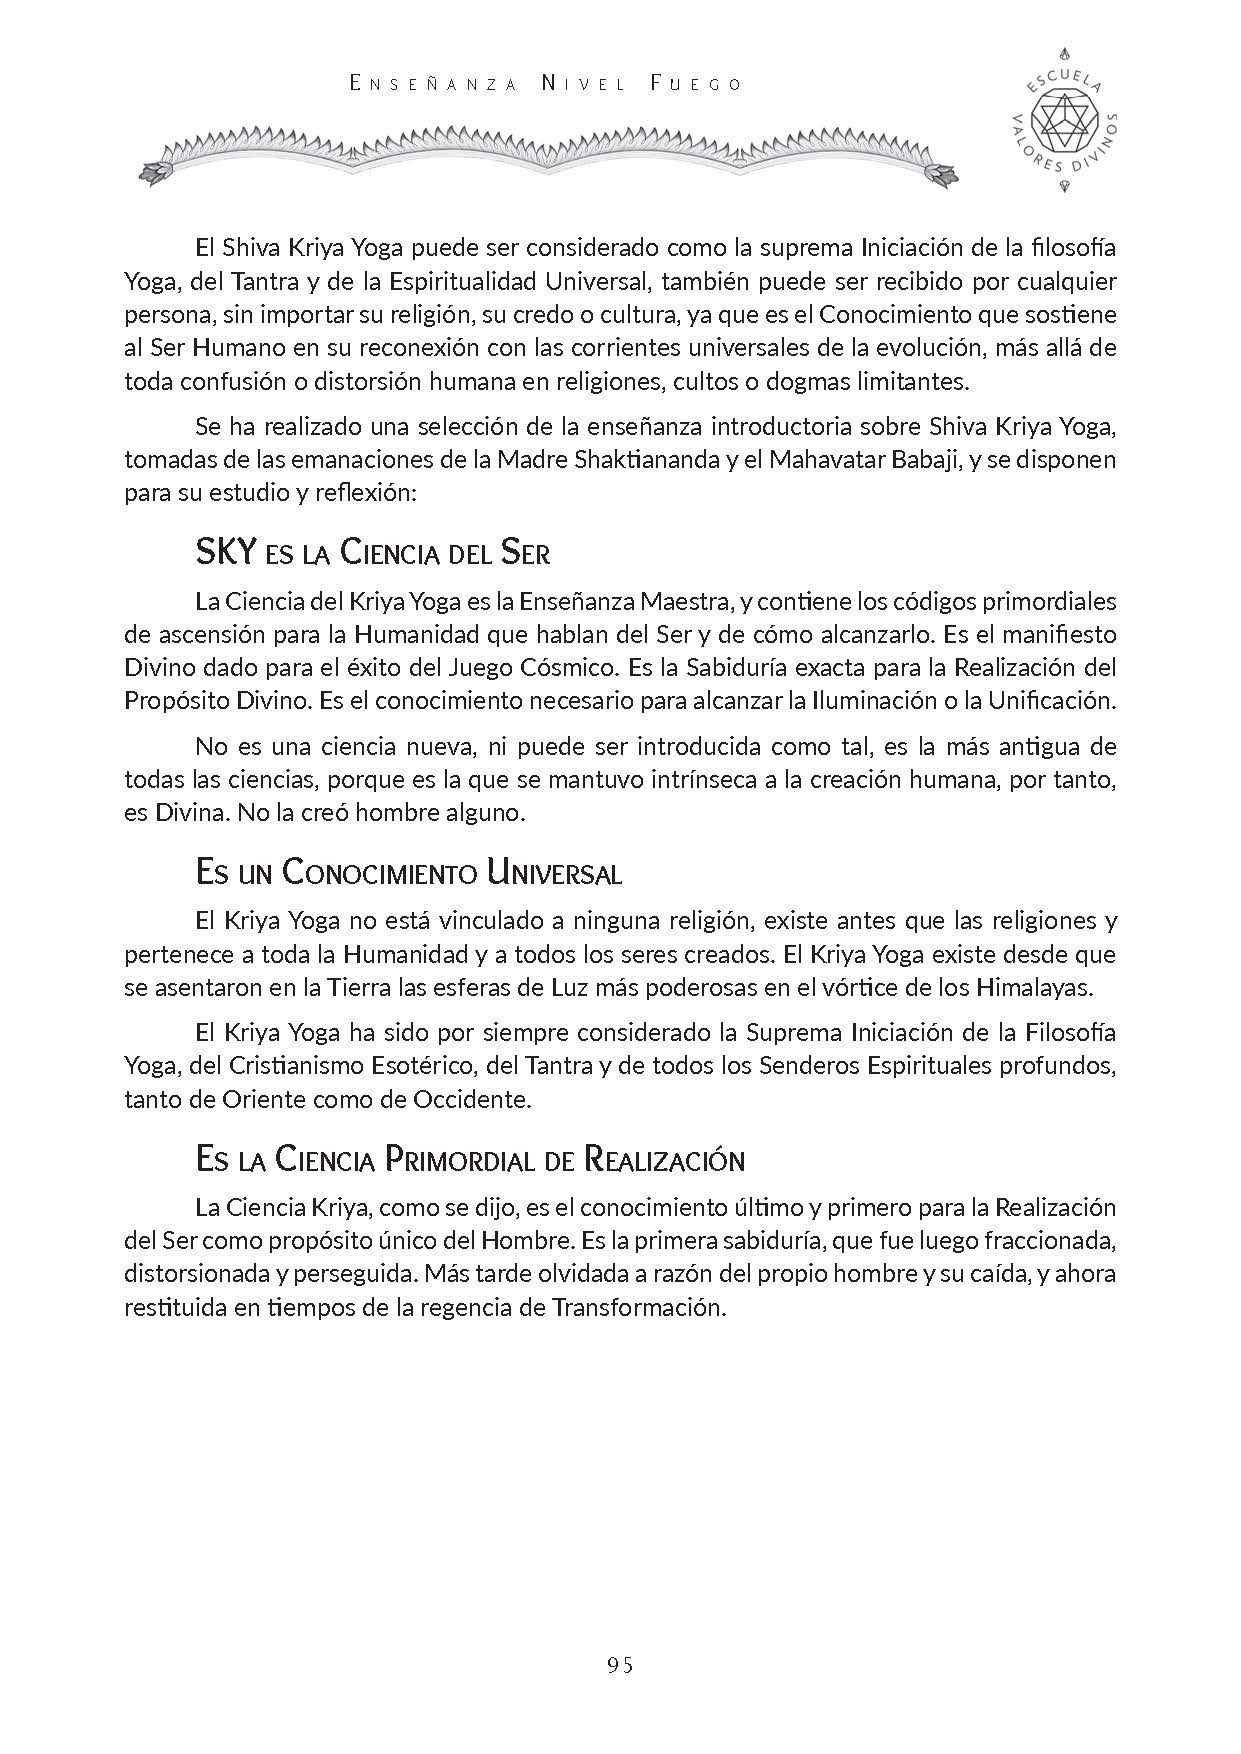 Enseñanza Nivel Fuego
ESCUELA
VALORES DIVINOS
El Shiva Kriya Yoga puede ser considerado como la suprema Iniciación de la filosofía
Yoga, del Tantra y de la Espiritualidad Universal, también puede ser recibido por cualquier
persona, sin importar su religión, su credo o cultura, ya que es el Conocimiento que sostiene
al Ser Humano en su reconexión con las corrientes universales de la evolución, más allá de
toda confusión o distorsión humana en religiones, cultos o dogmas limitantes.
Se ha realizado una selección de la enseñanza introductoria sobre Shiva Kriya Yoga,
tomadas de las emanaciones de la Madre Shaktiananda y el Mahavatar Babaji, y se disponen
para su estudio y reflexión:
SKY es la Ciencia del Ser
La Ciencia del Kriya Yoga es la Enseñanza Maestra, y contiene los códigos primordiales
de ascensión para la Humanidad que hablan del Ser y de cómo alcanzarlo. Es el manifiesto
Divino dado para el éxito del Juego Cósmico. Es la Sabiduría exacta para la Realización del
Propósito Divino. Es el conocimiento necesario para alcanzar la Iluminación o la Unificación.
No es una ciencia nueva, ni puede ser introducida como tal, es la más antigua de
todas las ciencias, porque es la que se mantuvo intrínseca a la creación humana, por tanto,
es Divina. No la creó hombre alguno.
Es un Conocimiento Universal
El Kriya Yoga no está vinculado a ninguna religión, existe antes que las religiones y
pertenece a toda la Humanidad y a todos los seres creados. El Kriya Yoga existe desde que
se asentaron en la Tierra las esferas de Luz más poderosas en el vórtice de los Himalayas.
El Kriya Yoga ha sido por siempre considerado la Suprema Iniciación de la Filosofía
Yoga, del Cristianismo Esotérico, del Tantra y de todos los Senderos Espirituales profundos,
tanto de Oriente como de Occidente.
Es la Ciencia Primordial de Realización
La Ciencia Kriya, como se dijo, es el conocimiento último y primero para la Realización
del Ser como propósito único del Hombre. Es la primera sabiduría, que fue luego fraccionada,
distorsionada y perseguida. Más tarde olvidada a razón del propio hombre y su caída, y ahora
restituida en tiempos de la regencia de Transformación.
95